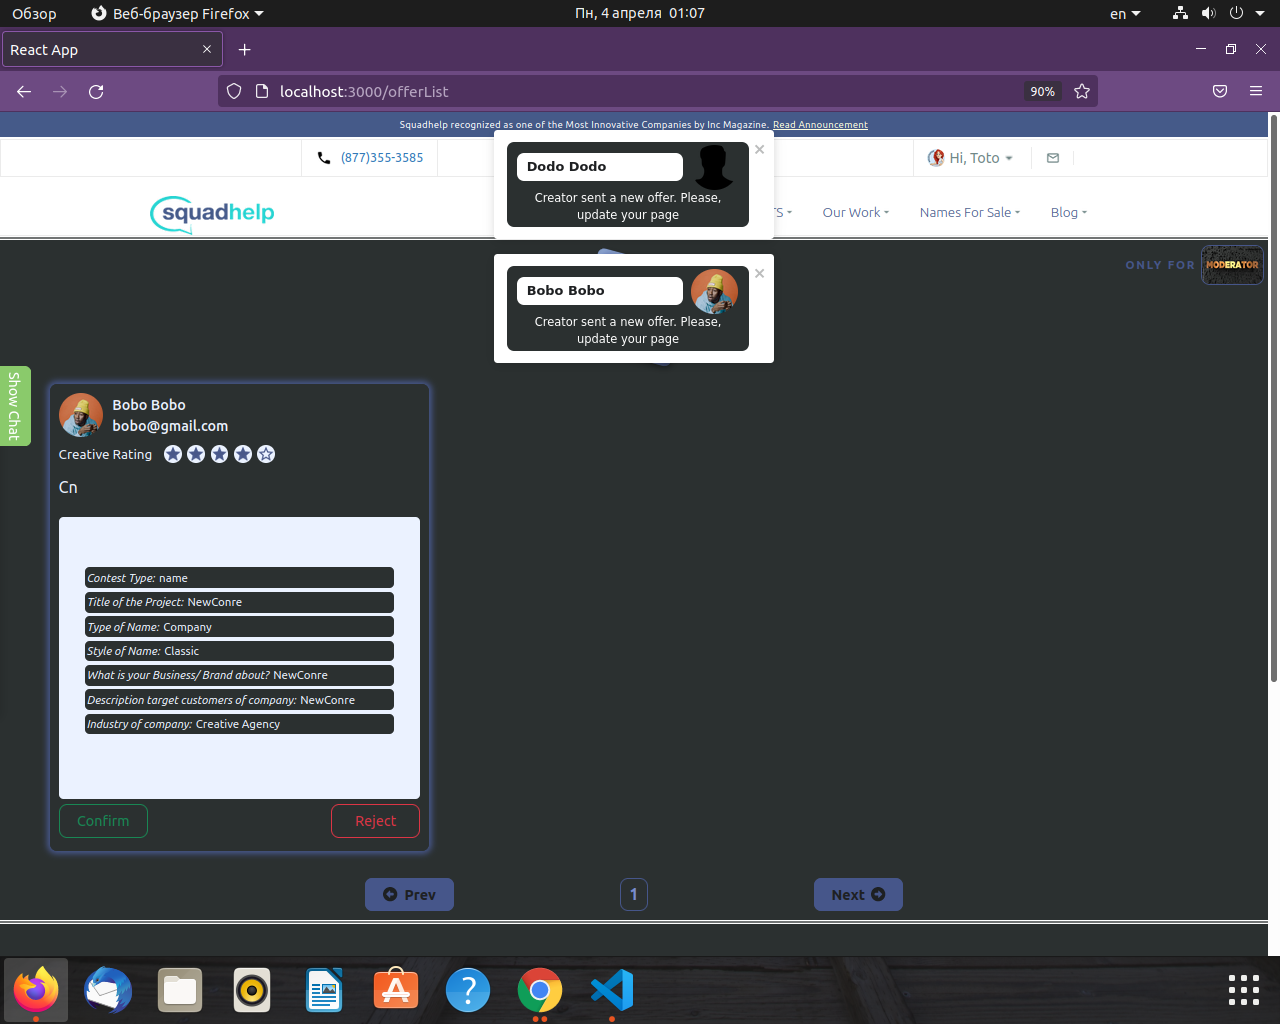 Обзор
Веб-браузер Firefox
Пн, 4 апреля 01:07
en
React App
localhost:3000/offerList
90%
Squadhelp recognized as one of the Most Innovative Companies by Inc Magazine. Read Announcement
(877)355-3585
Hi, Toto
squadhelp
TS
Our Work
Names For Sale
Blog
Dodo Dodo
Creator sent a new offer. Please,
update your page
ONLY FOR
MODERATOR
Bobo Bobo
Creator sent a new offer. Please,
update your page
Show Chat
Bobo Bobo
bobo@gmail.com
Creative Rating
Cn
Contest Type: name
Title of the Project: NewConre
Type of Name: Company
Style of Name: Classic
What is your Business/ Brand about? NewConre
Description target customers of company: NewConre
Industry of company: Creative Agency
Confirm
Reject
Prev
1
Next